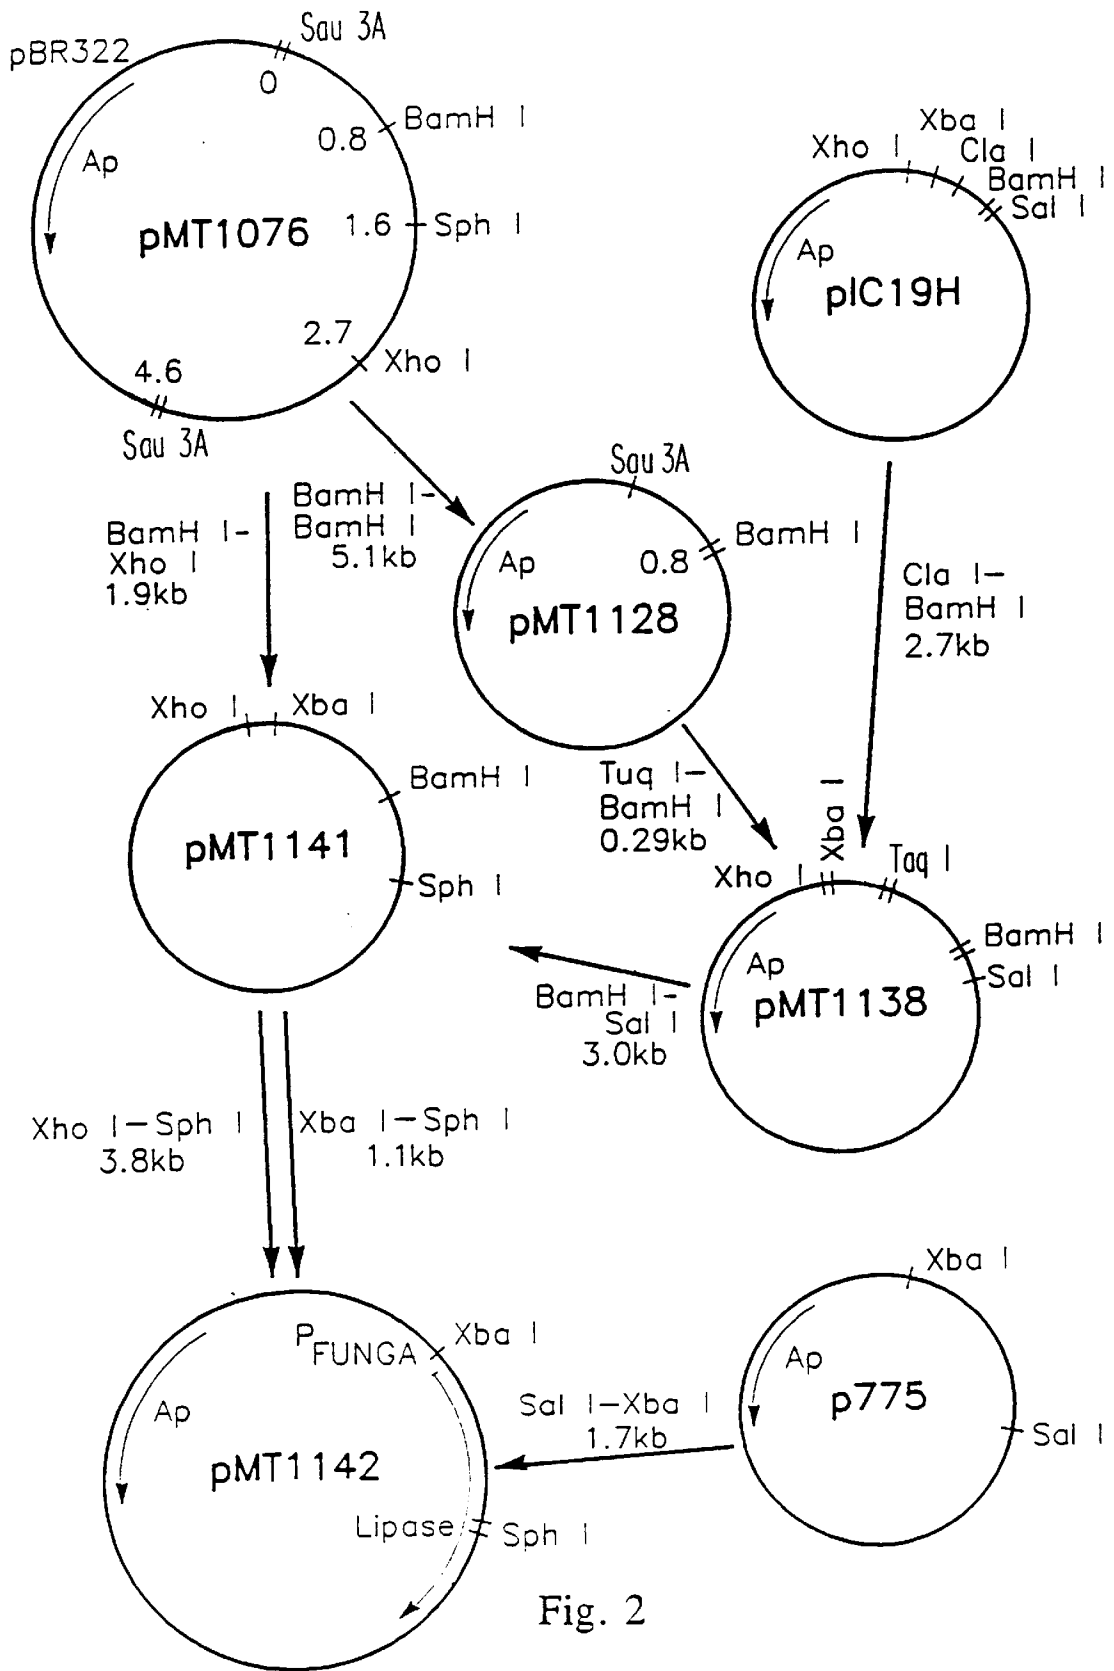 pBR322
Sau 3A
0
BamH I
0.8
Ap
pMT1076
1.6
Sph I
2.7
Xho I
4.6
Sau 3A
Xho I
Xba I
Cla I
BamH I
Sal I
Ap
pIC19H
BamH I-
Xho I
1.9kb
BamH I-
BamH I
5.1kb
Sau 3A
BamH I
0.8
Ap
pMT1128
Cla I-
BamH I
2.7kb
Xho I
Xba I
BamH I
pMT1141
Sph I
Tuq I-
BamH I
0.29kb
Xho I
Xba I
Taq I
BamH I
Sal I
Ap
pMT1138
BamH I-
Sal I
3.0kb
Xho I-Sph I
3.8kb
Xba I-Sph I
1.1kb
PFUNGA
Xba I
Ap
pMT1142
Lipase
Sph I
Sal I-Xba I
1.7kb
Xba I
Ap
p775
Sal I
Fig. 2